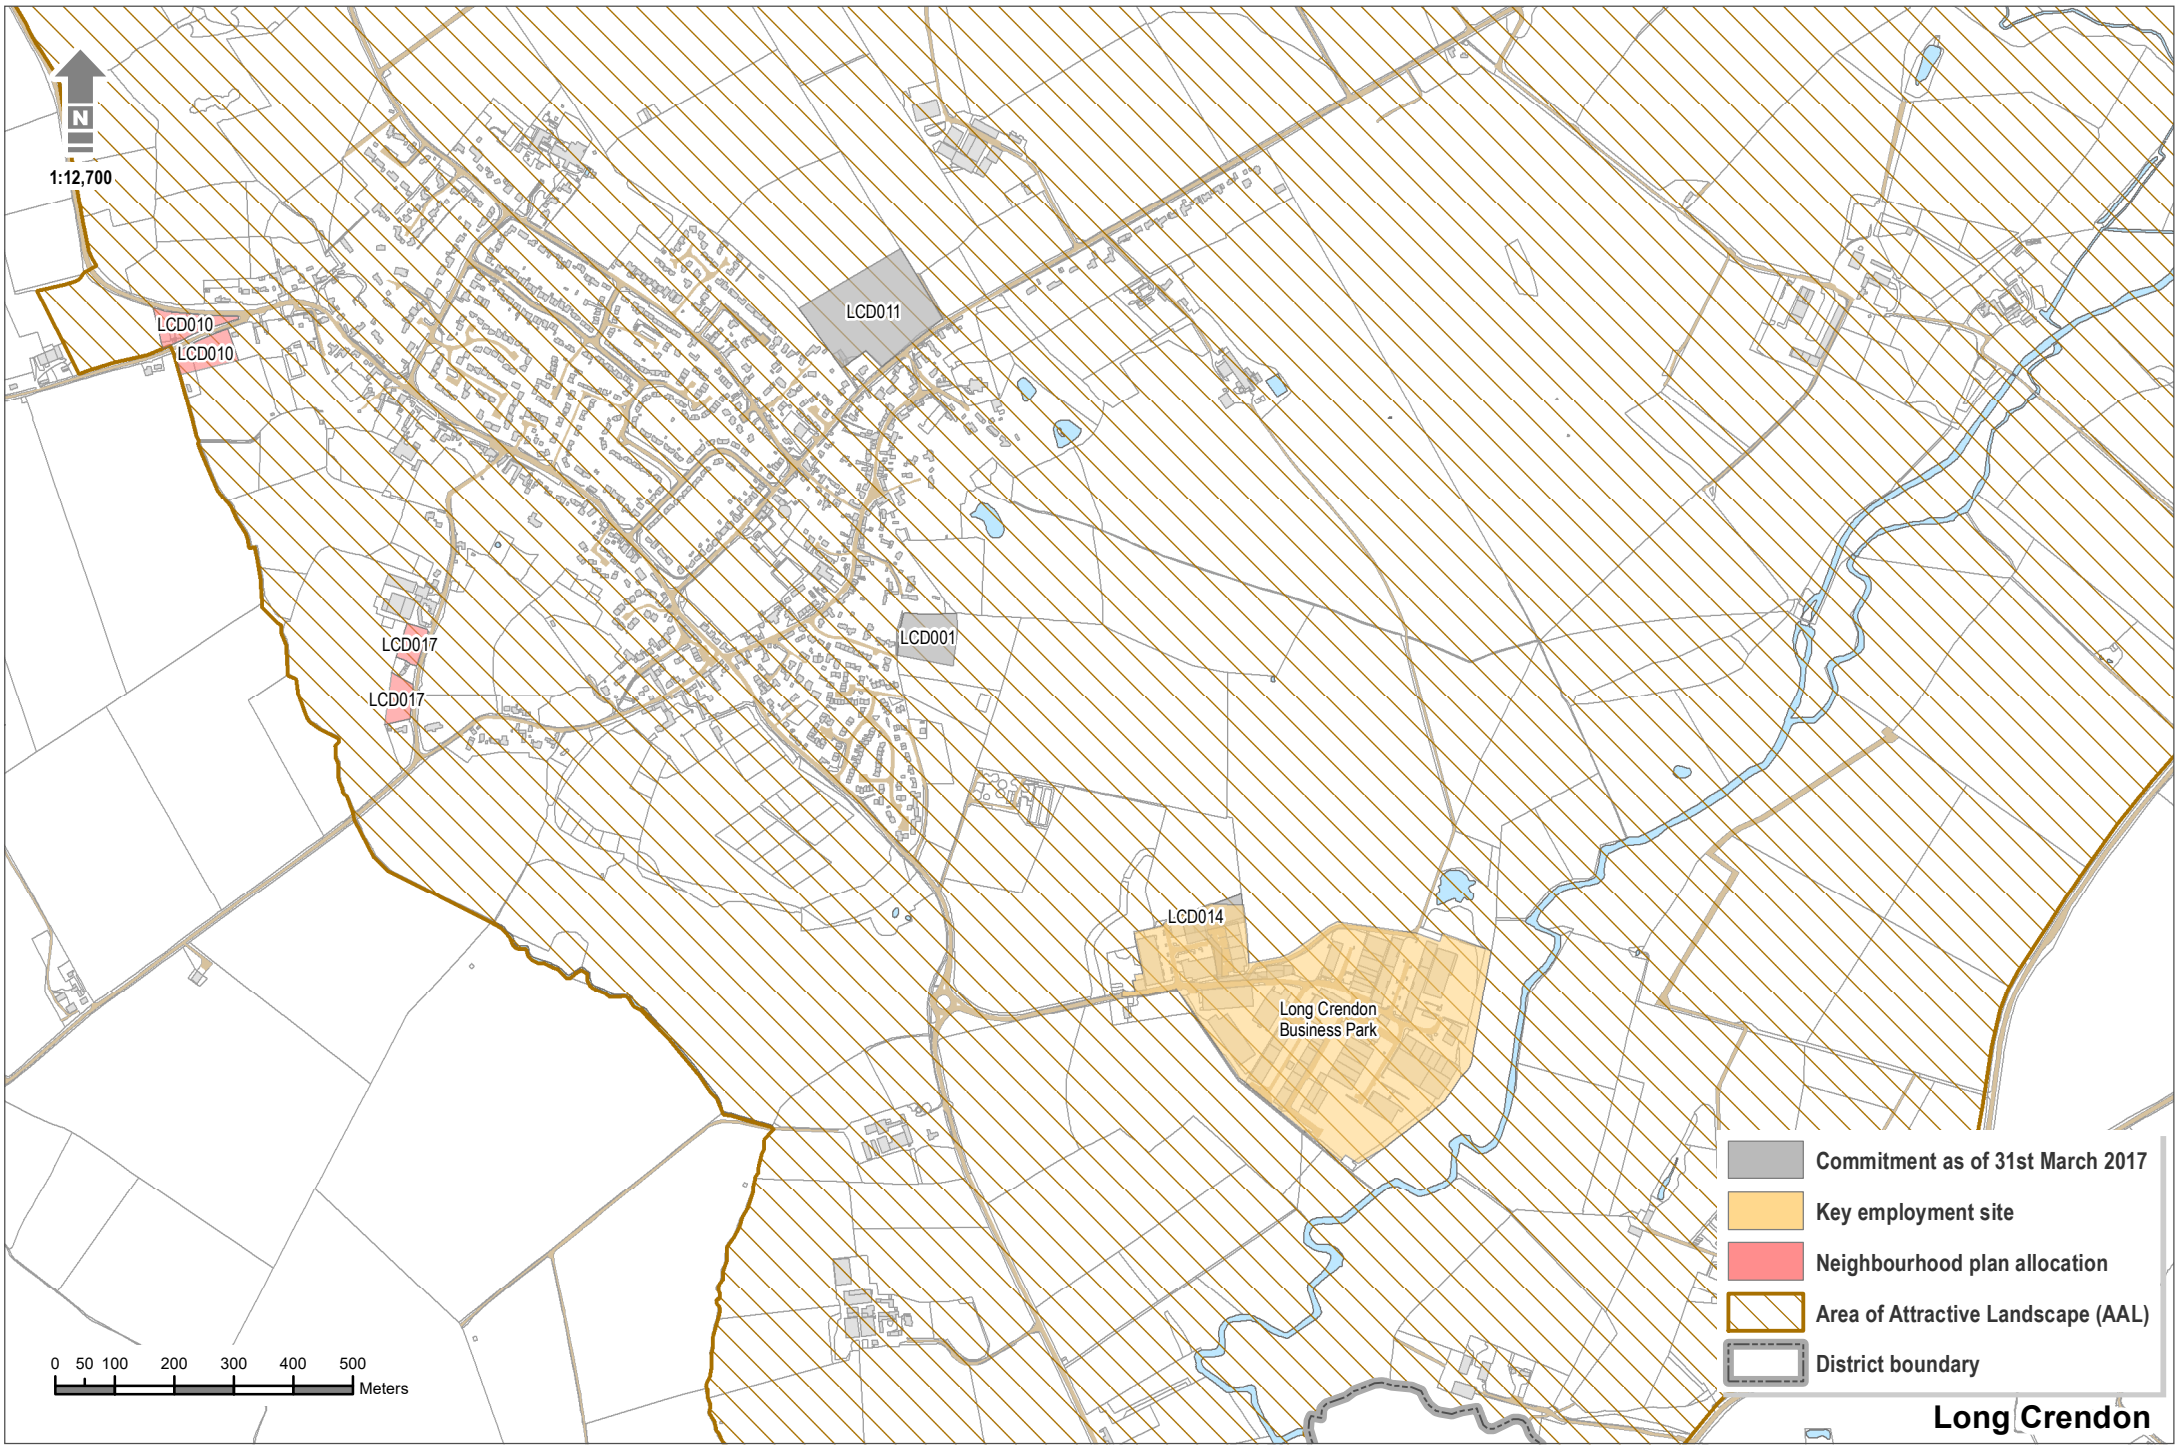 N
1:12,700
LCD011
LCD010
LCD010
LCD001
LCD017
LCD017
LCD014
Long Crendon
Business Park
Commitment as of 31st March 2017
Key employment site
Neighbourhood plan allocation
Area of Attractive Landscape (AAL)
District boundary
0 50 100 200 300 400 500
Meters
Long Crendon